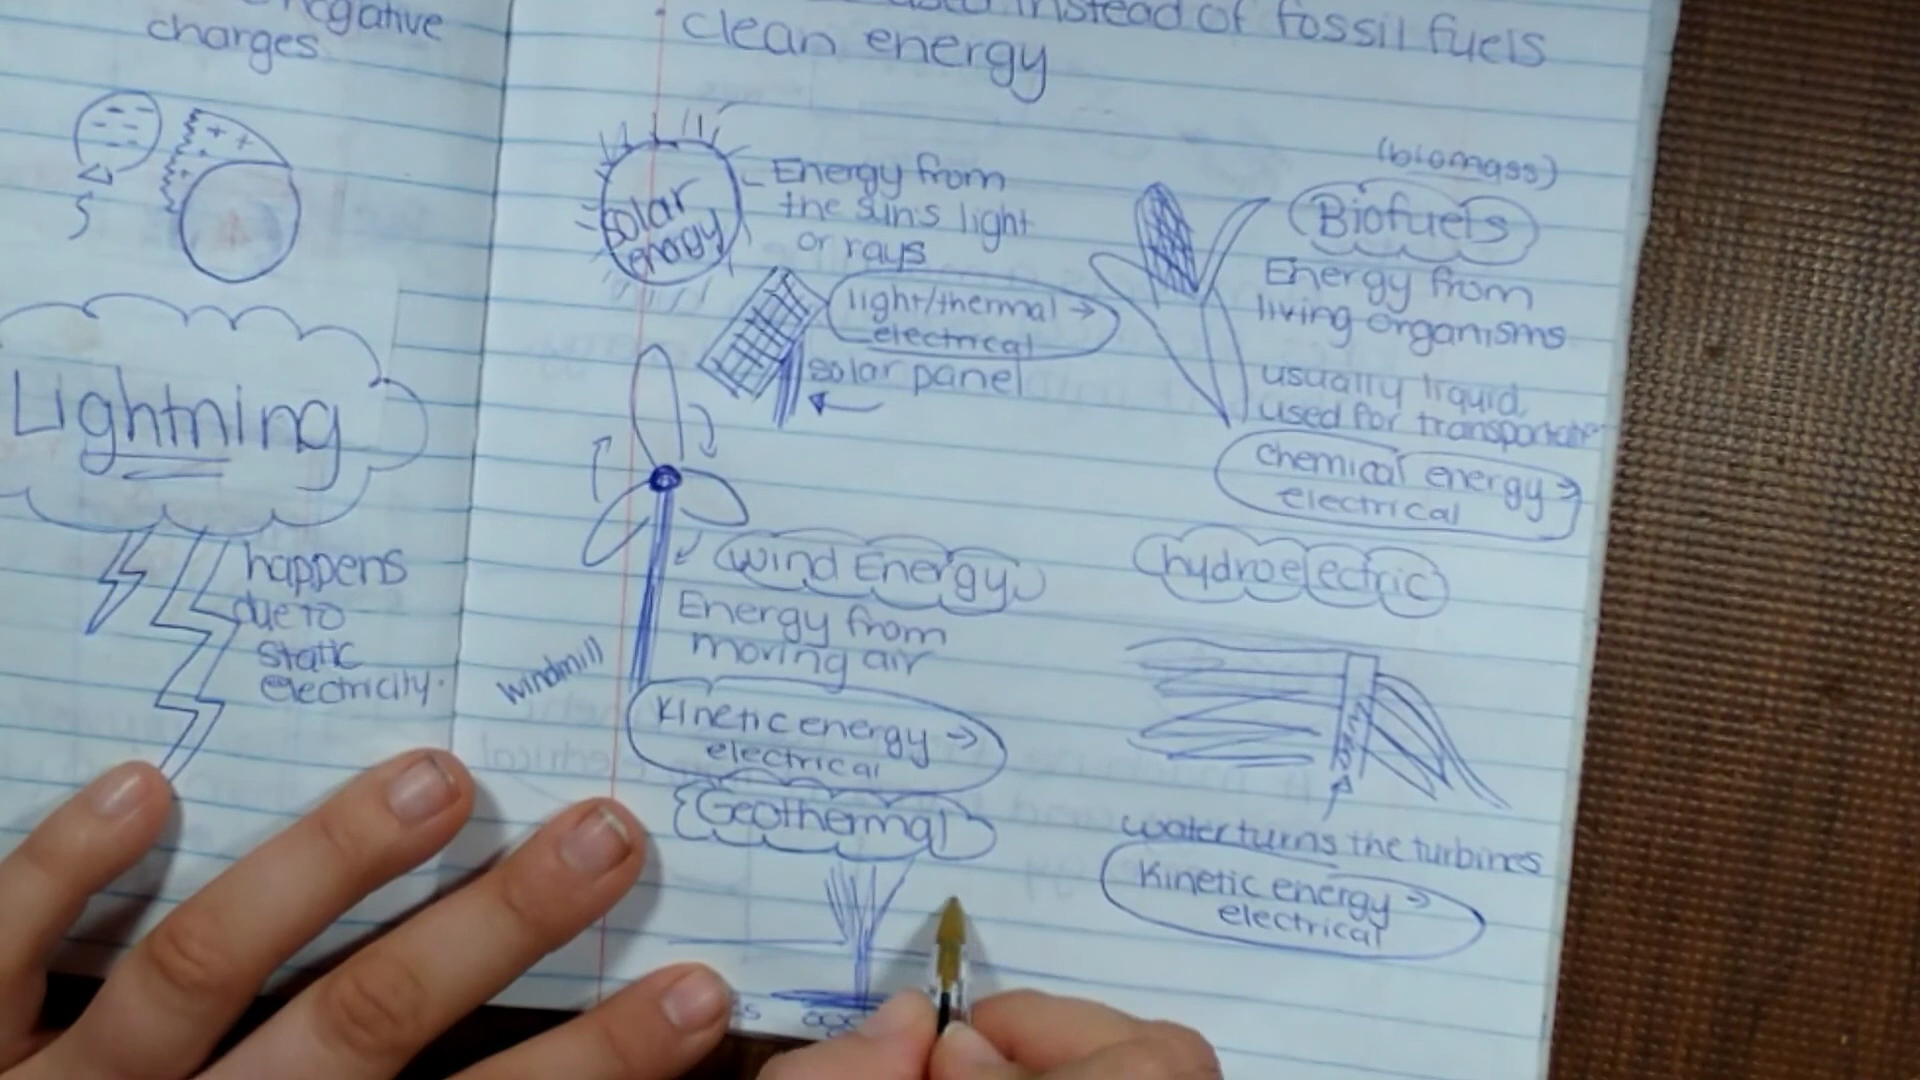 negative
charges
Lightning
happens
due to
static
electricity.
instead of fossil fuels
clean energy
solar
energy
Energy from
the sun's light
or rays
light/thermal →
electrical
solar panel
Wind Energy
Energy from
moving air
windmill
Kinetic energy →
electrical
Geothermal
(biomass)
Biofuels
Energy from
living organisms
usually liquid,
used for
chemical energy →
electrical
hydroelectric
water turns the turbines
Kinetic energy →
electrical